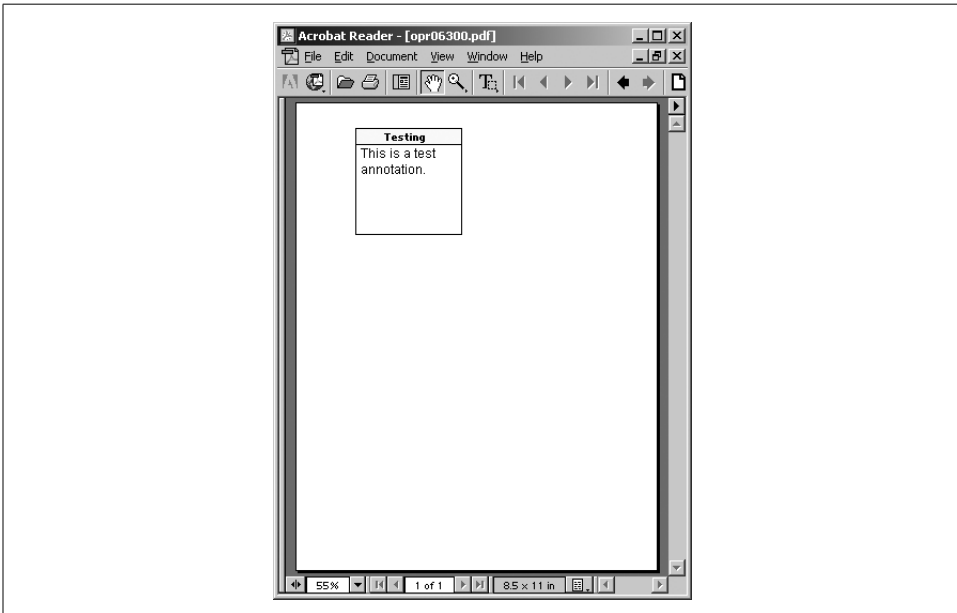 Acrobat Reader - [opr06300.pdf]
File Edit Document View Window Help
Testing
This is a test
annotation.
55% 1 of 1 8.5 x 11 in